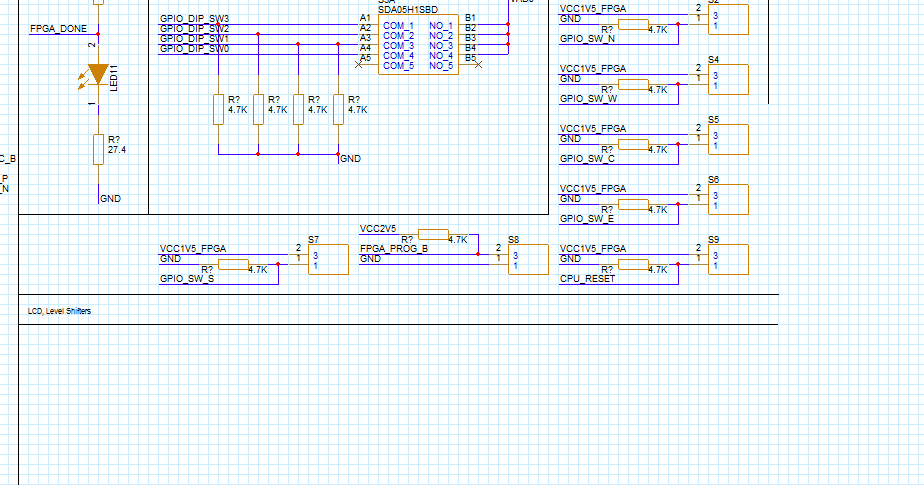 SDA05H1SBD
GPIO_DIP_SW3
GPIO_DIP_SW2
GPIO_DIP_SW1
GPIO_DIP_SW0
A1
A2
A3
A4
A5
COM_1 NO_1
COM_2 NO_2
COM_3 NO_3
COM_4 NO_4
COM_5 NO_5
B1
B2
B3
B4
B5
FPGA_DONE
2
LED11
1
R?
27.4
GND
R?
4.7K
R?
4.7K
R?
4.7K
R?
4.7K
GND
C_B
_P
_N
VCC1V5_FPGA
GND
R?
4.7K
GPIO_SW_N
2
1
3
1
S4
VCC1V5_FPGA
GND
R?
4.7K
GPIO_SW_W
2
1
3
1
S5
VCC1V5_FPGA
GND
R?
4.7K
GPIO_SW_C
2
1
3
1
S6
VCC1V5_FPGA
GND
R?
4.7K
GPIO_SW_E
2
1
3
1
S7
VCC1V5_FPGA
GND
R?
4.7K
GPIO_SW_S
2
1
3
1
VCC2V5
R?
4.7K
S8
FPGA_PROG_B
GND
2
1
3
1
S9
VCC1V5_FPGA
GND
R?
4.7K
CPU_RESET
2
1
3
1
LCD, Level Shifters